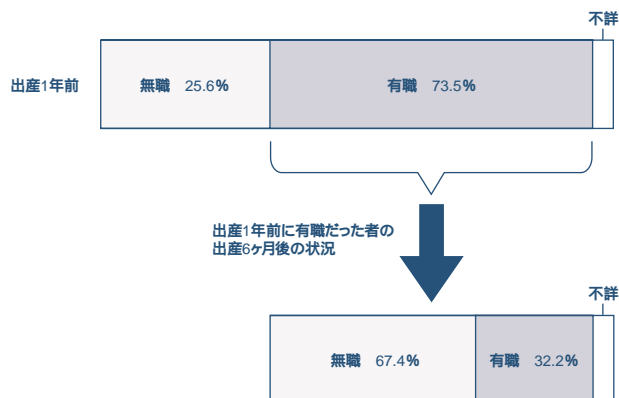 不詳
出産1年前
無職 25.6%
有職 73.5%
出産1年前に有職だった者の
出産6ヶ月後の状況
不詳
無職 67.4%
有職 32.2%